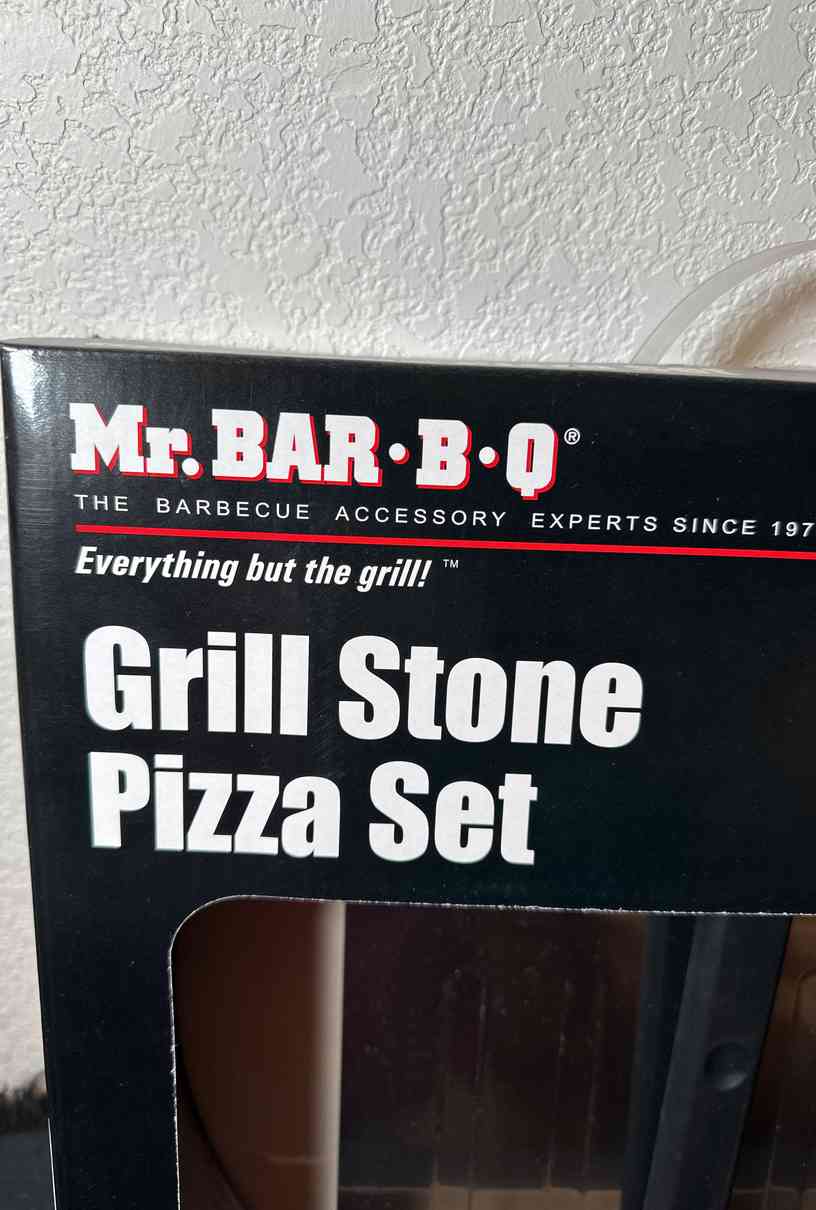 Mr. BAR•B•Q®
THE BARBECUE ACCESSORY EXPERTS SINCE 197
Everything but the grill! ™
Grill Stone
Pizza Set